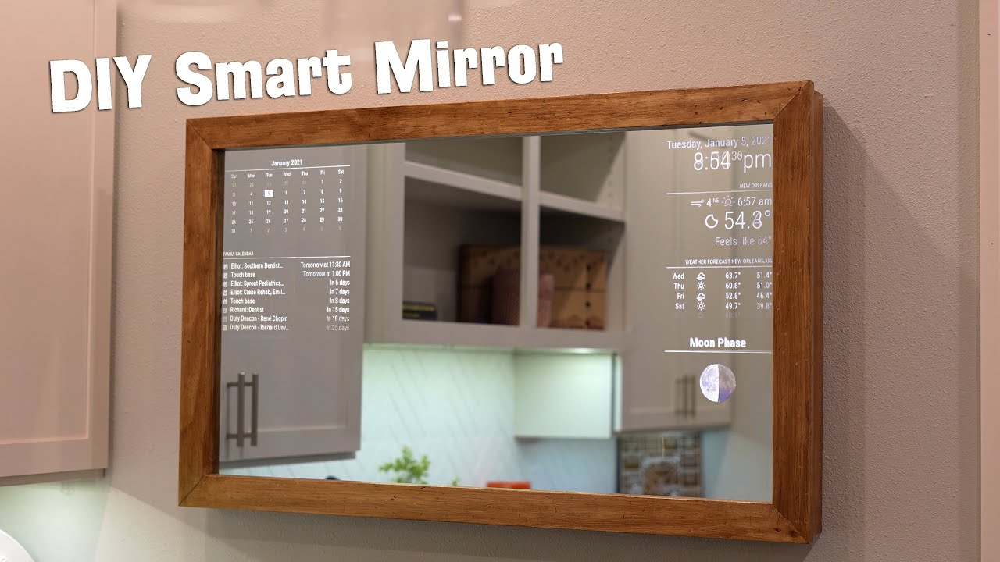 DIY Smart Mirror
January 2021
Sun Mon Tue Wed Thu Fri Sat
27 28 29 30 31 1 2
3 4 5 6 7 8 9
10 11 12 13 14 15 16
17 18 19 20 21 22 23
24 25 26 27 28 29 30
31 1 2 3 4 5 6
FAMILY CALENDAR
Elliot: Southern Dentist... Tomorrow at 11:30 AM
Touch base Tomorrow at 1:00 PM
Elliot: Sprout Pediatrics... In 6 days
Elliot: Crane Rehab, Emil... In 7 days
Touch base In 8 days
Richard: Dentist In 15 days
Duty Deacon - René Chopin In 18 days
Duty Deacon - Richard Dav... In 25 days
Tuesday, January 5, 2021
8:54 36 pm
NEW ORLEANS
4 NE 6:57 am
54.3°
Feels like 54°
WEATHER FORECAST NEW ORLEANS, US
Wed 63.7° 51.4°
Thu 60.8° 51.0°
Fri 52.8° 46.4°
Sat 49.7° 39.8°
Moon Phase